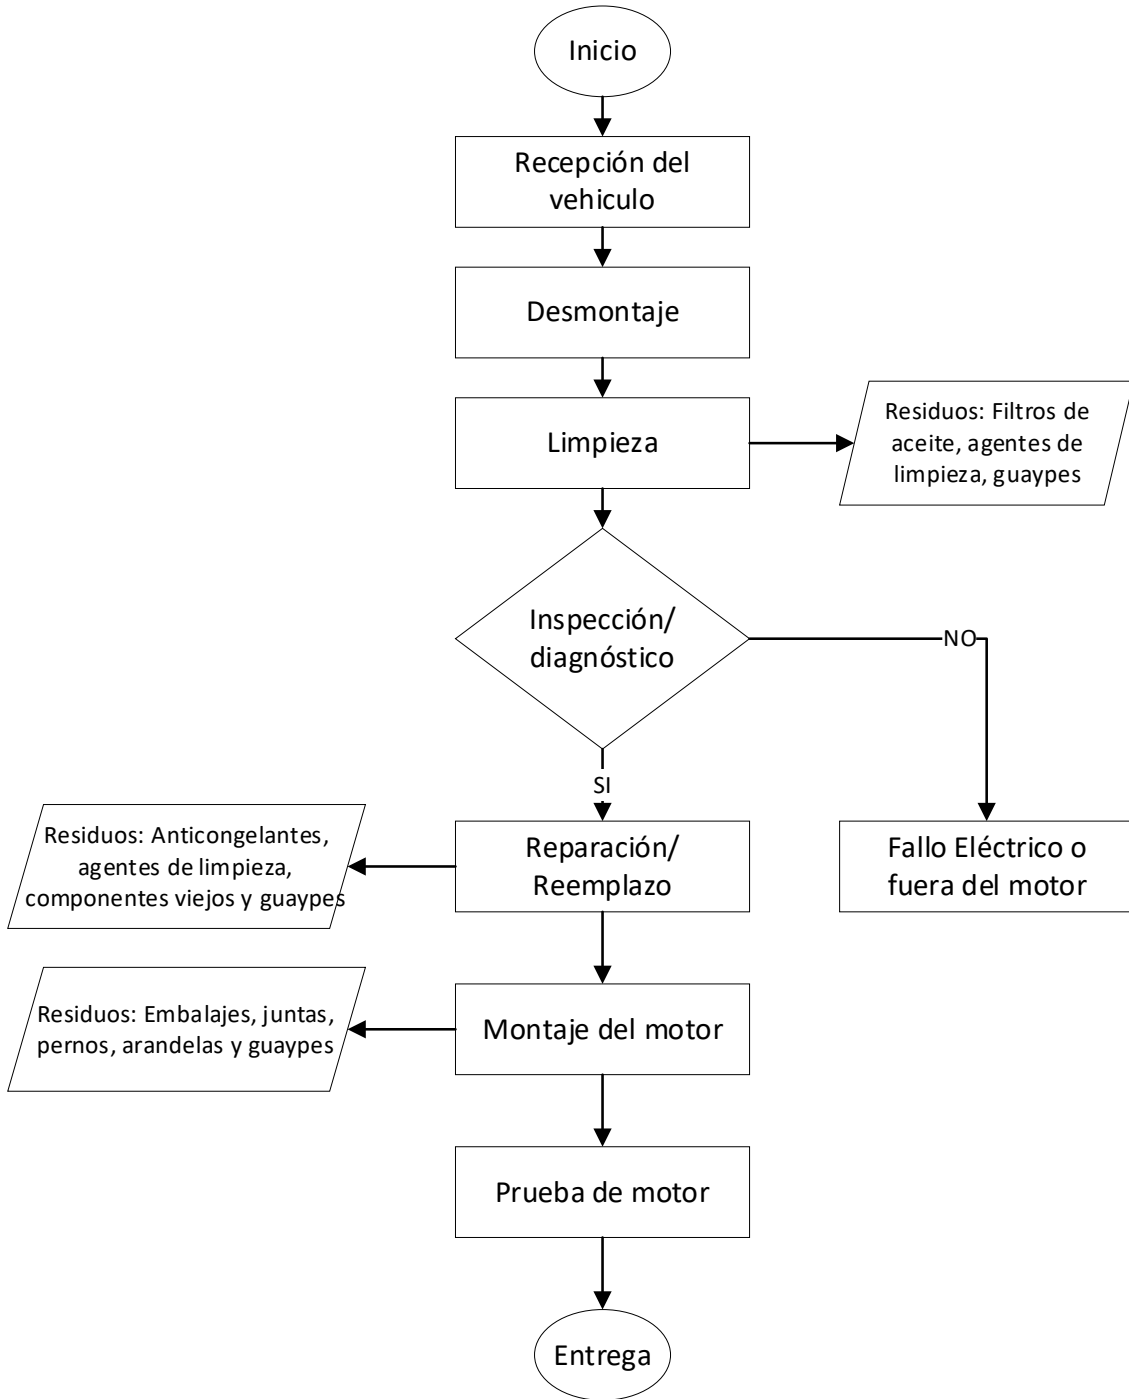 Inicio
Recepción del
vehiculo
Desmontaje
Limpieza
Residuos: Filtros de
aceite, agentes de
limpieza, guaypes
Inspección/
diagnóstico
NO
SI
Residuos: Anticongelantes,
agentes de limpieza,
componentes viejos y guaypes
Reparación/
Reemplazo
Fallo Eléctrico o
fuera del motor
Residuos: Embalajes, juntas,
pernos, arandelas y guaypes
Montaje del motor
Prueba de motor
Entrega